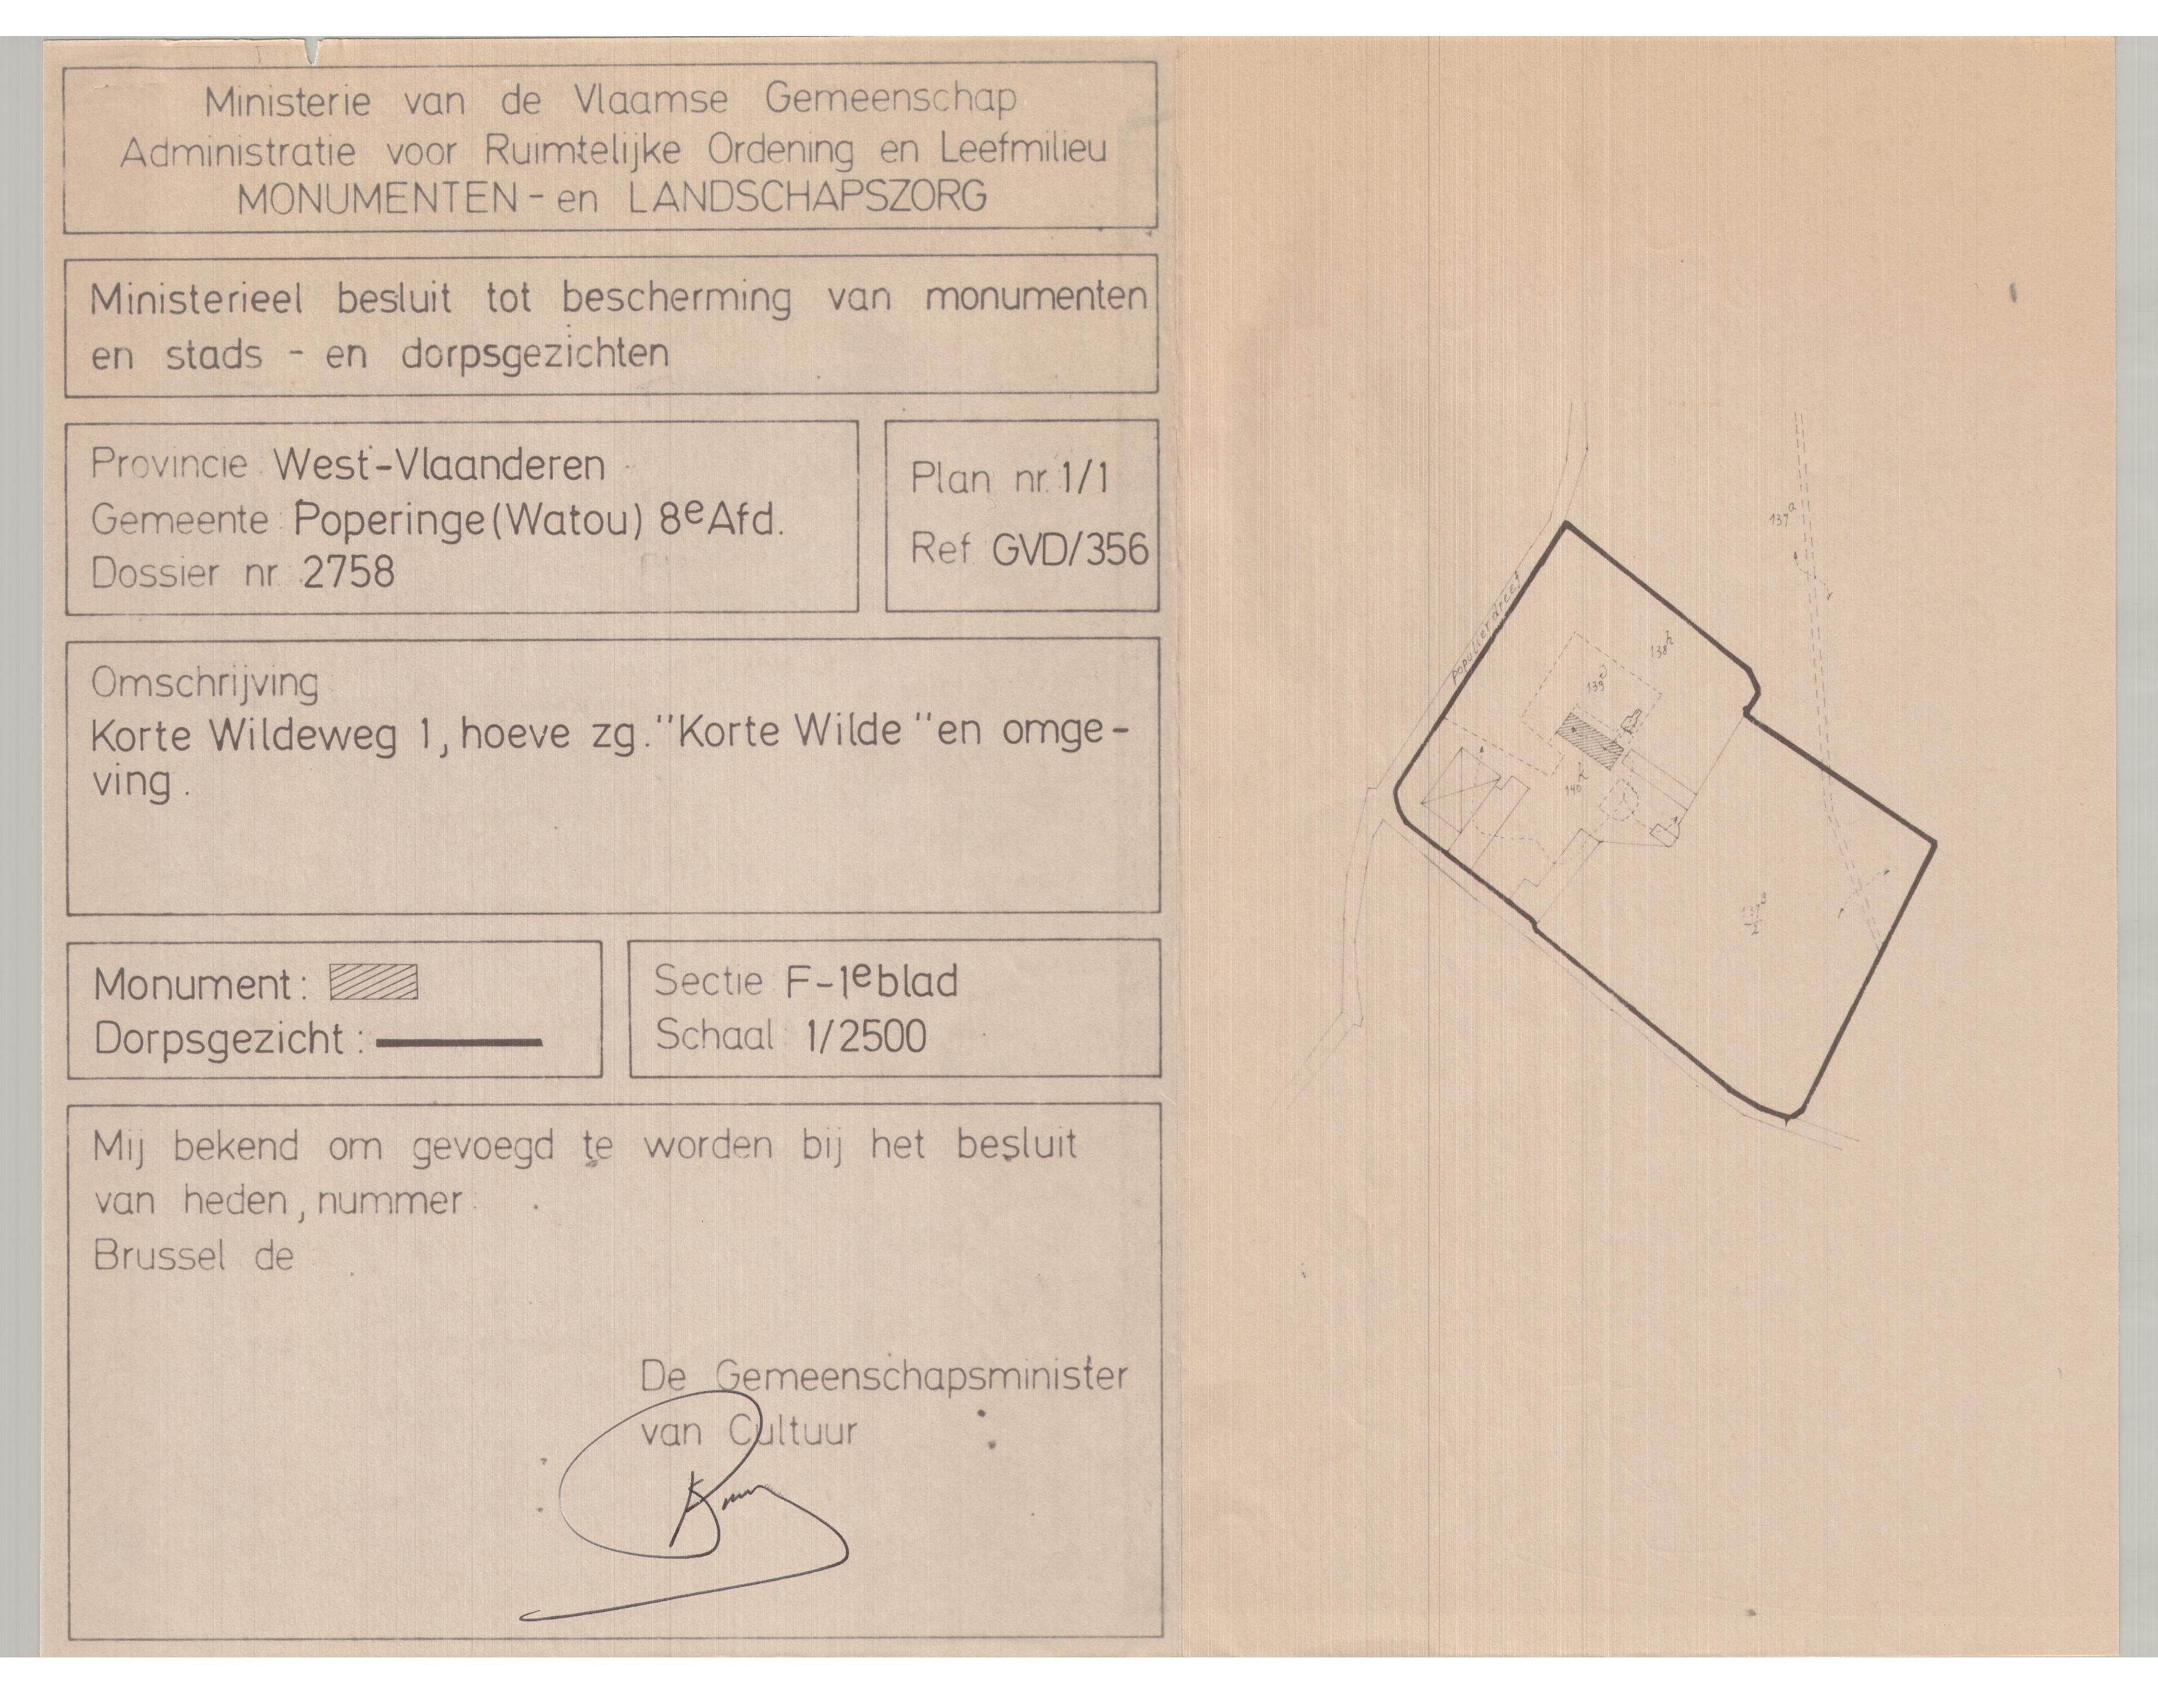 Ministerie van de Vlaamse Gemeenschap
Administratie voor Ruimtelijke Ordening en Leefmilieu
MONUMENTEN - en LANDSCHAPSZORG
Ministerieel besluit tot bescherming van monumenten
en stads - en dorpsgezichten
Provincie West-Vlaanderen
Gemeente: Poperinge (Watou) 8e Afd.
Dossier nr. 2758
Plan nr. 1/1
Ref GVD/356
Omschrijving
Korte Wildeweg 1, hoeve zg. "Korte Wilde" en omge-
ving.
Monument:
Dorpsgezicht:
Sectie F-1e blad
Schaal 1/2500
Mij bekend om gevoegd te worden bij het besluit
van heden, nummer:
Brussel de
De Gemeenschapsminister
van Cultuur
137a
138h
139
140